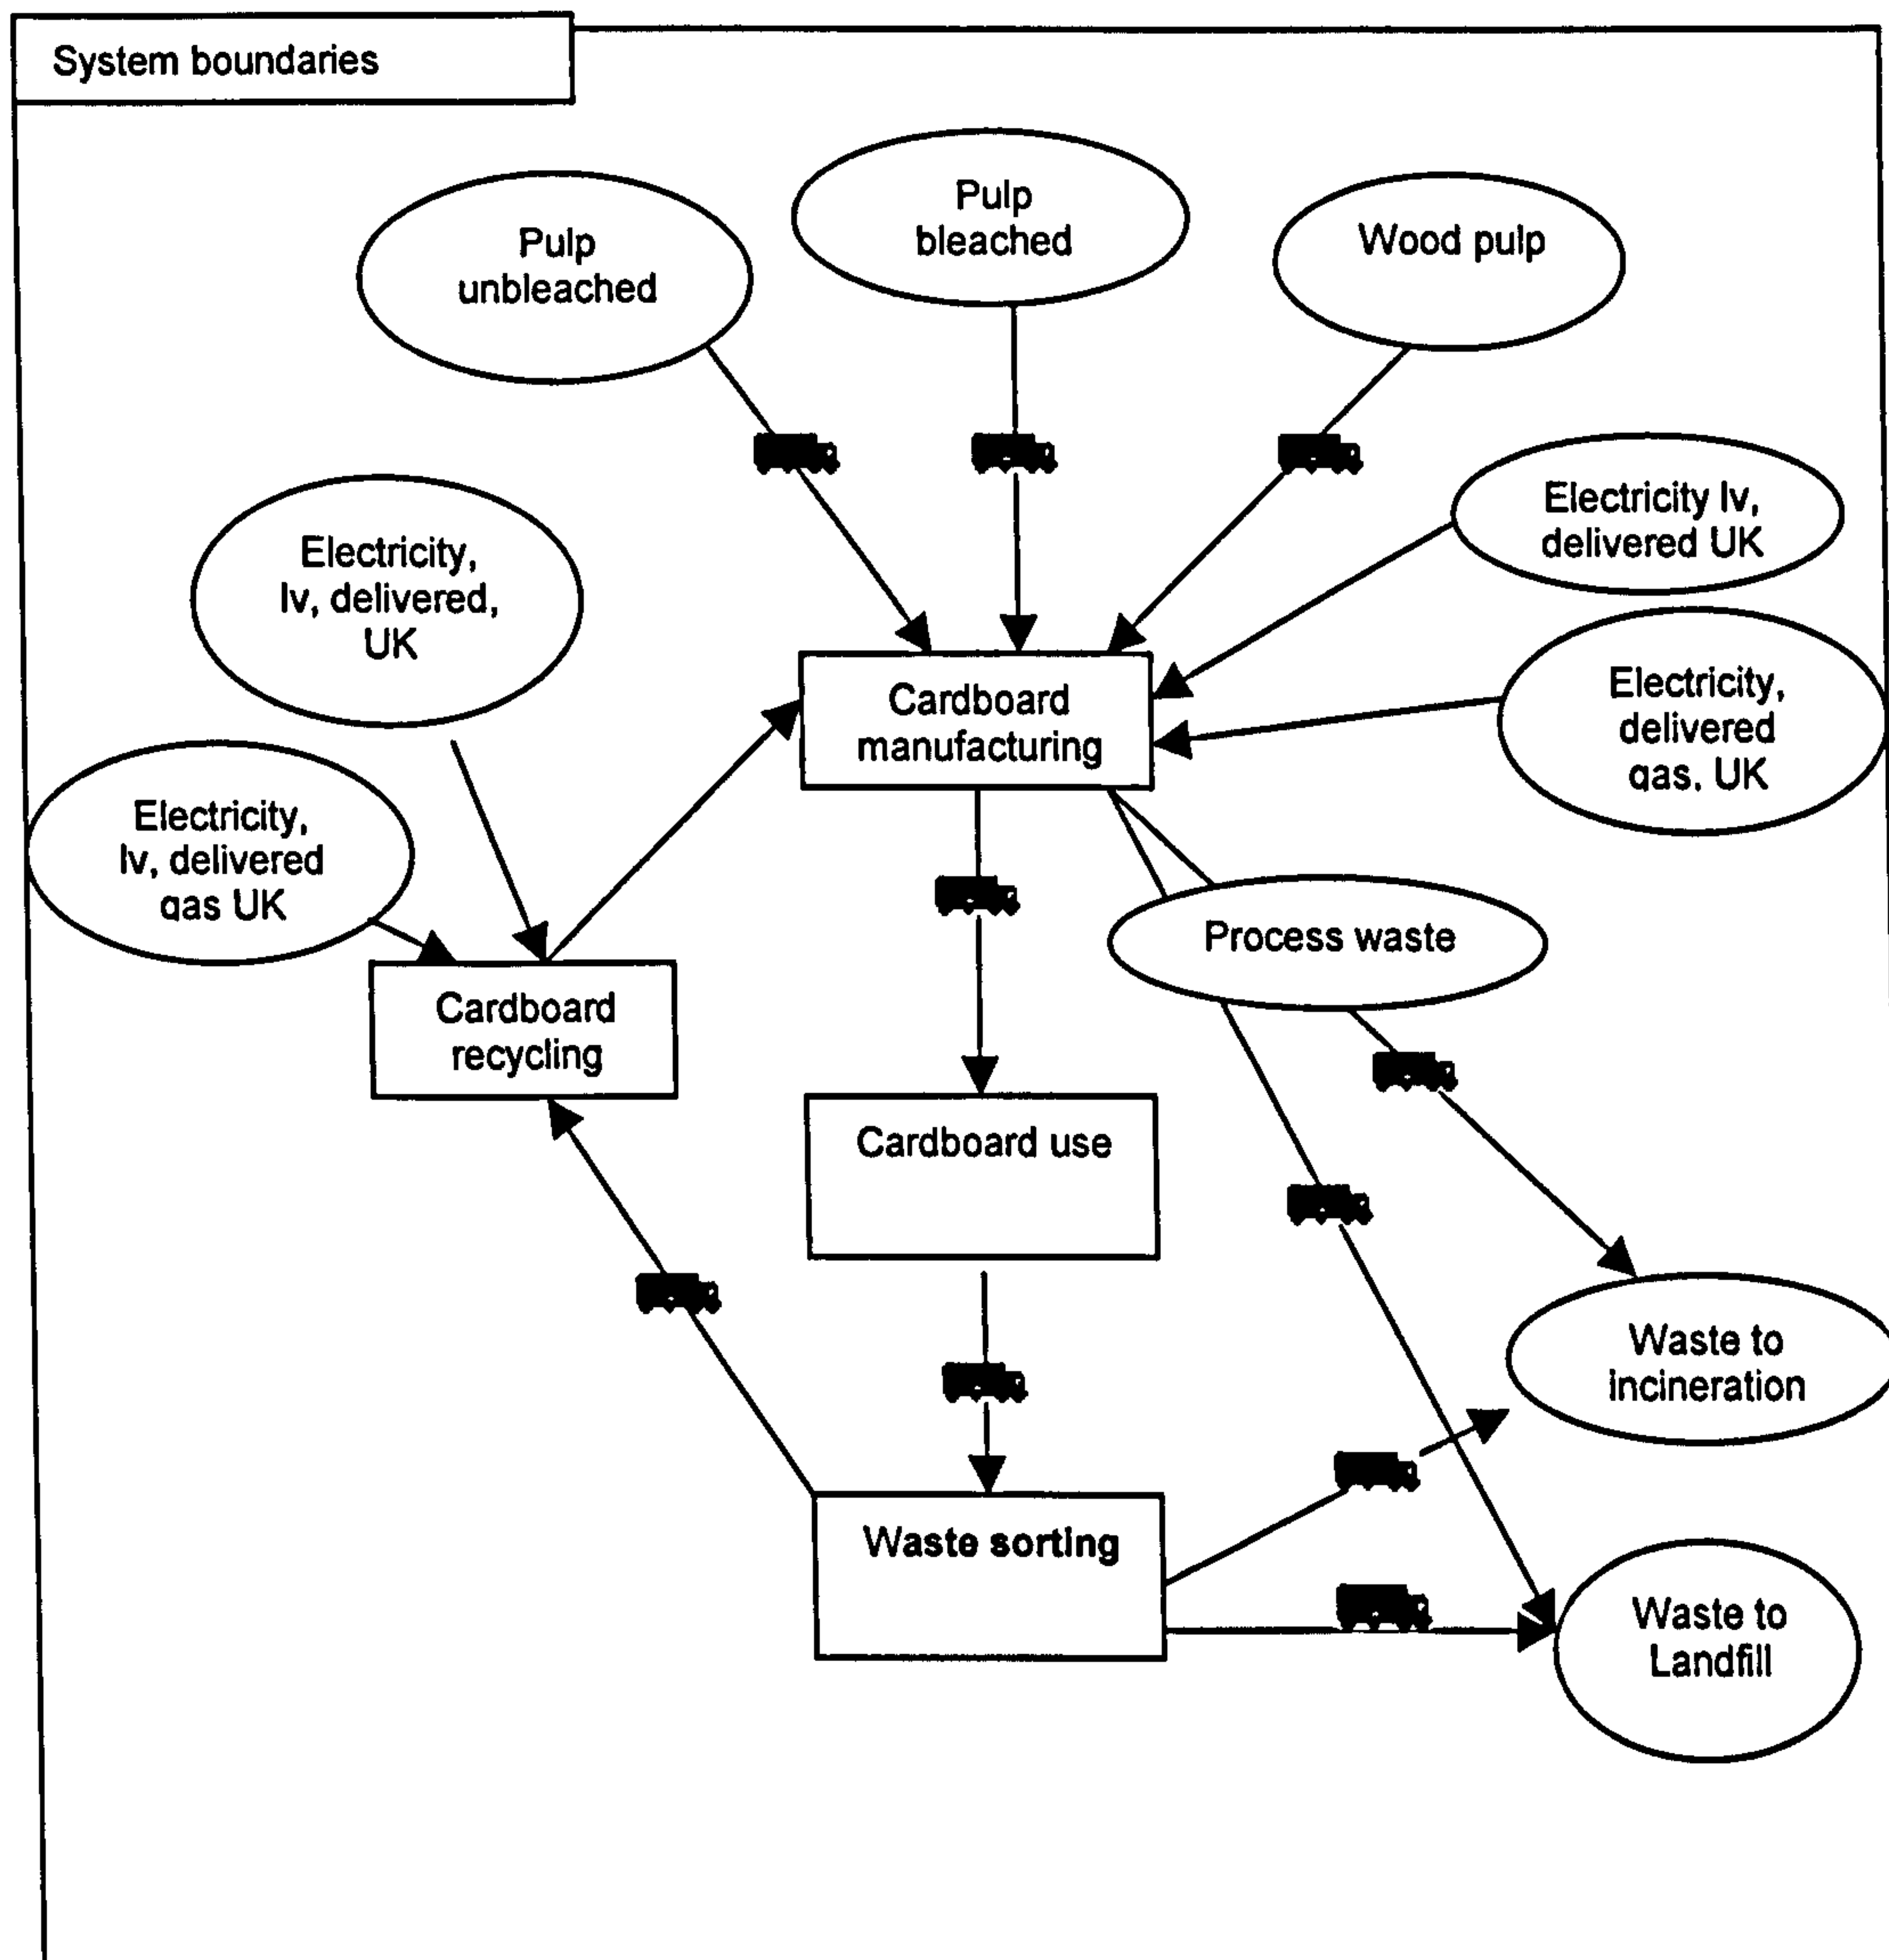 System boundaries
Pulp
unbleached
Pulp
bleached
Wood pulp
Electricity,
lv, delivered,
UK
Electricity lv,
delivered UK
Cardboard
manufacturing
Electricity,
delivered
gas, UK
Electricity,
lv, delivered
gas UK
Process waste
Cardboard
recycling
Cardboard use
Waste to
incineration
Waste sorting
Waste to
Landfill